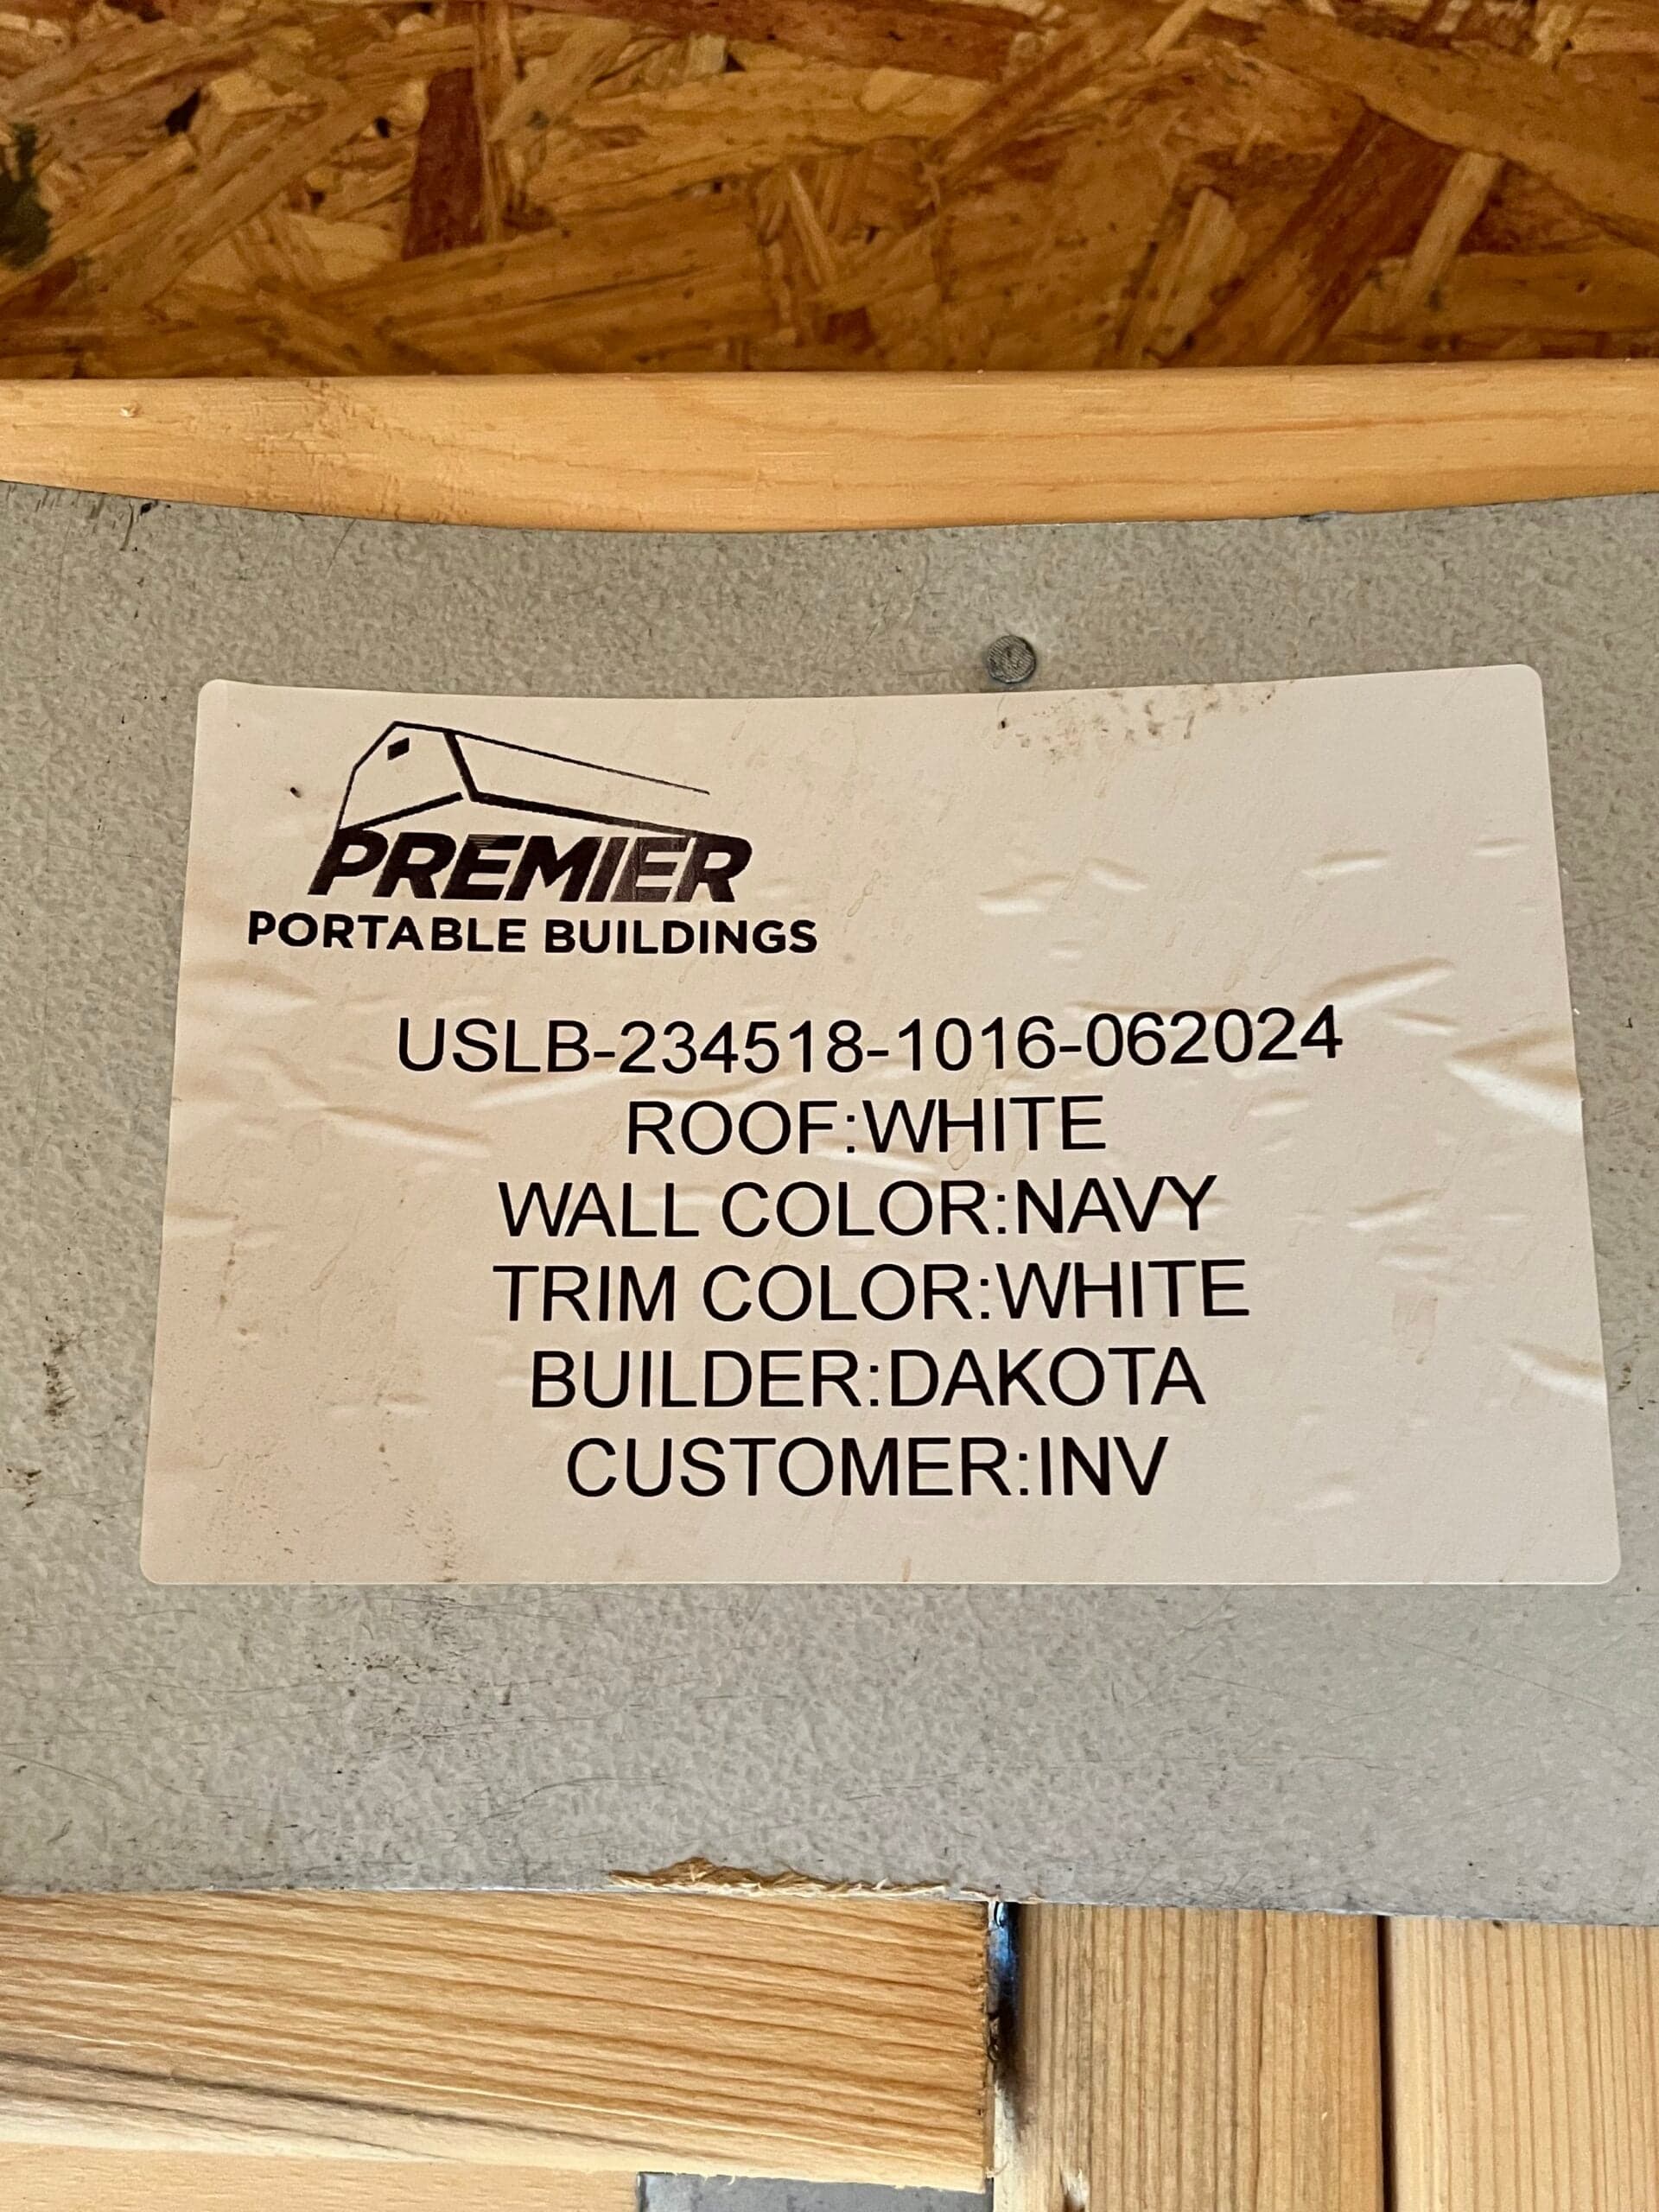 PREMIER
PORTABLE BUILDINGS
USLB-234518-1016-062024
ROOF:WHITE
WALL COLOR:NAVY
TRIM COLOR:WHITE
BUILDER:DAKOTA
CUSTOMER:INV